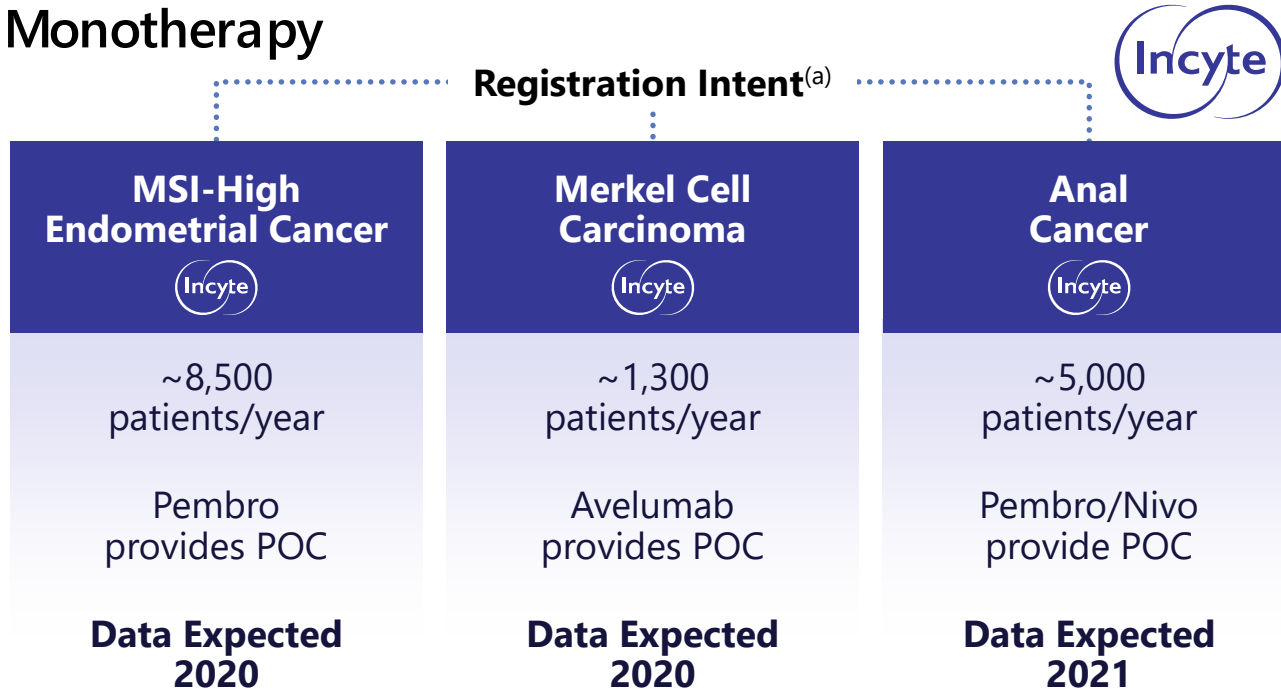 Monotherapy
Incyte
Registration Intent(a)
MSI-High
Endometrial Cancer
Incyte
~8,500
patients/year
Pembro
provides POC
Data Expected
2020
Merkel Cell
Carcinoma
Incyte
~1,300
patients/year
Avelumab
provides POC
Data Expected
2020
Anal
Cancer
Incyte
~5,000
patients/year
Pembro/Nivo
provide POC
Data Expected
2021